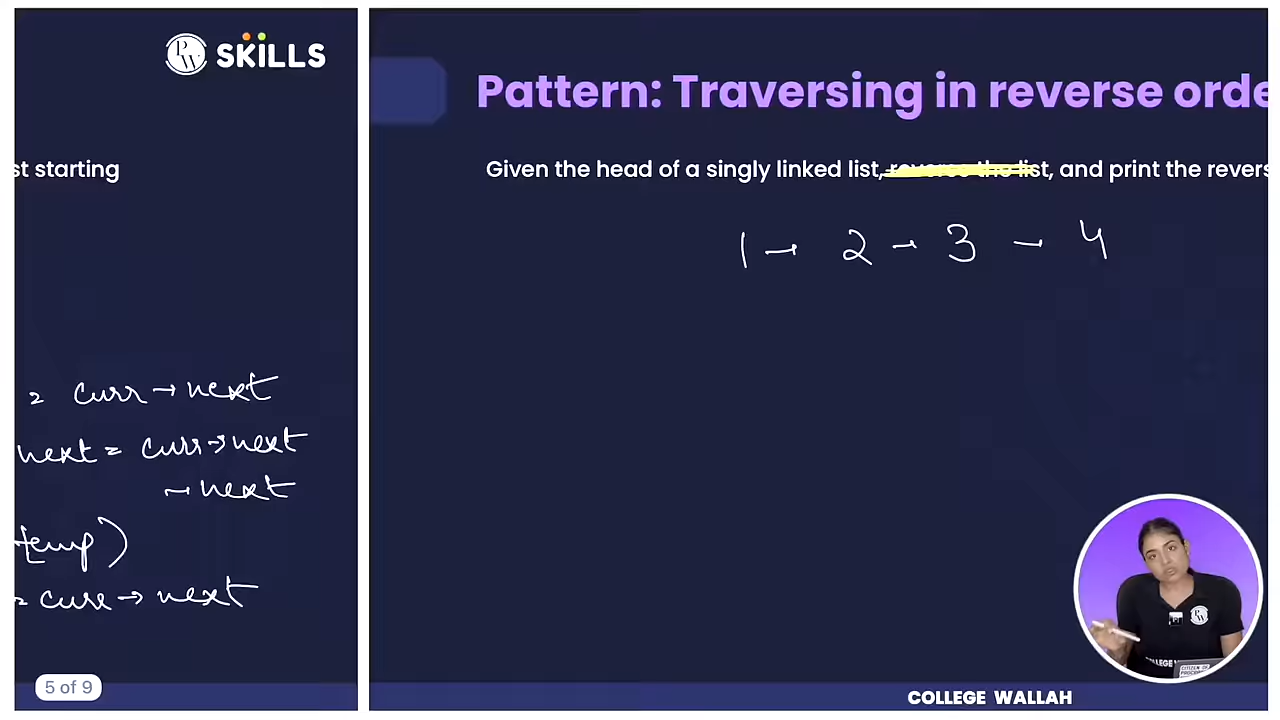 PW SKILLS
st starting
= curr → next
next = curr → next
→ next
temp)
= curr → next
5 of 9
Pattern: Traversing in reverse orde
Given the head of a singly linked list, reverse the list, and print the revers
1 → 2 → 3 → 4
PW
COLLEGE WALLAH